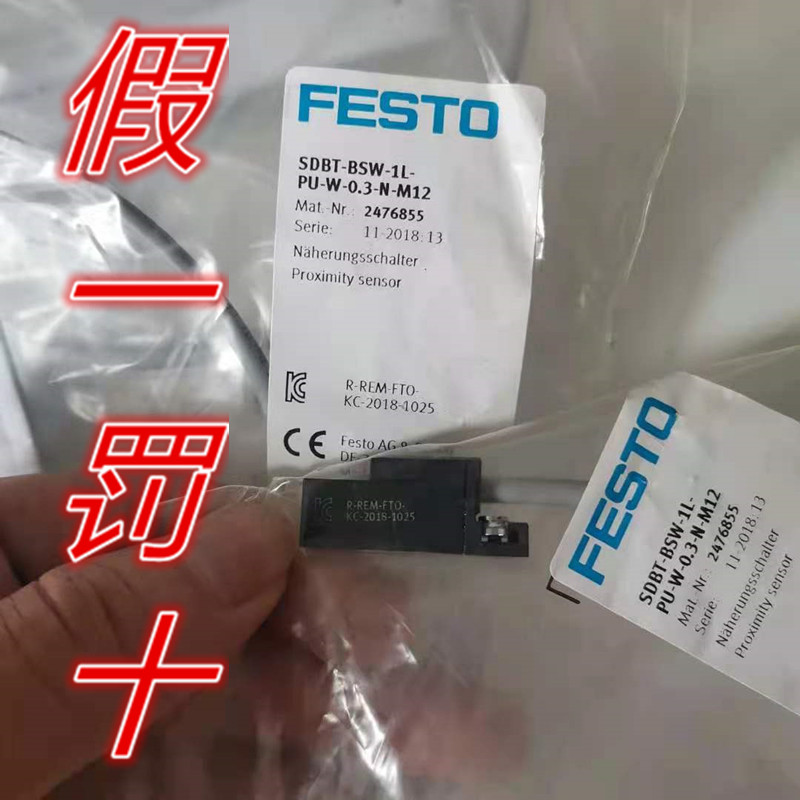 假
一
罚
十
FESTO
SDBT-BSW-1L-
PU-W-0.3-N-M12
Mat.-Nr.: 2476855
Serie: 11-2018:13
Näherungsschalter
Proximity sensor
R-REM-FTO-
KC-2018-1025
CE Festo AG &
DE-
R-REM-FTO-
KC-2018-1025
FESTO
SDBT-BSW-1L-
PU-W-0.3-N-M12
Mat.-Nr.: 2476855
Serie: 11-2018:13
Näherungsschalter
Proximity sensor